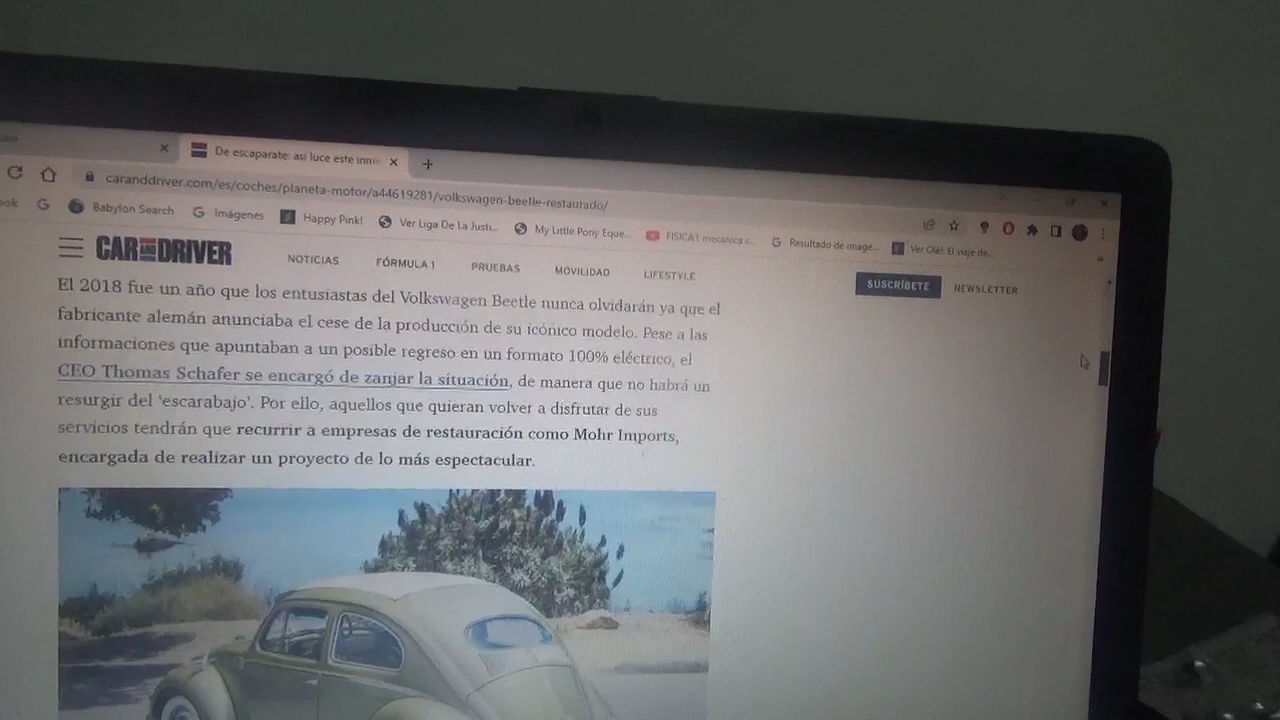 De escaparate: así luce este inm
caranddriver.com/es/coches/planeta-motor/a44619281/volkswagen-beetle-restaurado/
ook
Babylon Search
Imágenes
Happy Pink!
Ver Liga De La Justi...
My Little Pony Eque...
FISICA1 mecanica c...
Resultado de image...
Ver Olé!: El viaje de...
CAR AND DRIVER
NOTICIAS
FÓRMULA 1
PRUEBAS
MOVILIDAD
LIFESTYLE
SUSCRÍBETE
NEWSLETTER
El 2018 fue un año que los entusiastas del Volkswagen Beetle nunca olvidarán ya que el
fabricante alemán anunciaba el cese de la producción de su icónico modelo. Pese a las
informaciones que apuntaban a un posible regreso en un formato 100% eléctrico, el
CEO Thomas Schafer se encargó de zanjar la situación, de manera que no habrá un
resurgir del ‘escarabajo’. Por ello, aquellos que quieran volver a disfrutar de sus
servicios tendrán que recurrir a empresas de restauración como Mohr Imports,
encargada de realizar un proyecto de lo más espectacular.